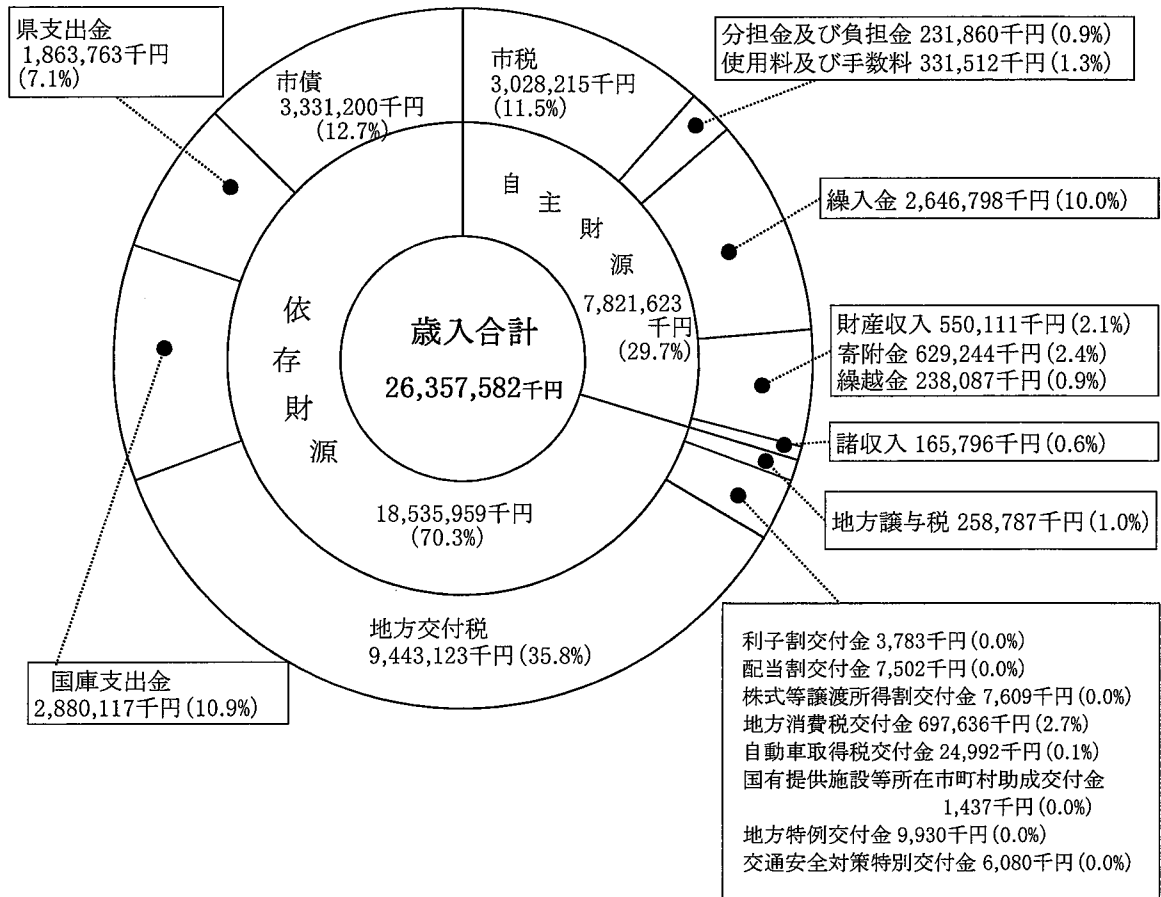 県支出金
1,863,763千円
(7.1%)
市債
3,331,200千円
(12.7%)
市税
3,028,215千円
(11.5%)
分担金及び負担金 231,860千円(0.9%)
使用料及び手数料 331,512千円(1.3%)
繰入金 2,646,798千円(10.0%)
自主財源
7,821,623
千円
(29.7%)
財産収入 550,111千円(2.1%)
寄附金 629,244千円(2.4%)
繰越金 238,087千円(0.9%)
諸収入 165,796千円(0.6%)
地方譲与税 258,787千円(1.0%)
歳入合計
26,357,582千円
依存財源
18,535,959千円
(70.3%)
地方交付税
9,443,123千円(35.8%)
国庫支出金
2,880,117千円(10.9%)
利子割交付金 3,783千円(0.0%)
配当割交付金 7,502千円(0.0%)
株式等譲渡所得割交付金 7,609千円(0.0%)
地方消費税交付金 697,636千円(2.7%)
自動車取得税交付金 24,992千円(0.1%)
国有提供施設等所在市町村助成交付金
1,437千円(0.0%)
地方特例交付金 9,930千円(0.0%)
交通安全対策特別交付金 6,080千円(0.0%)